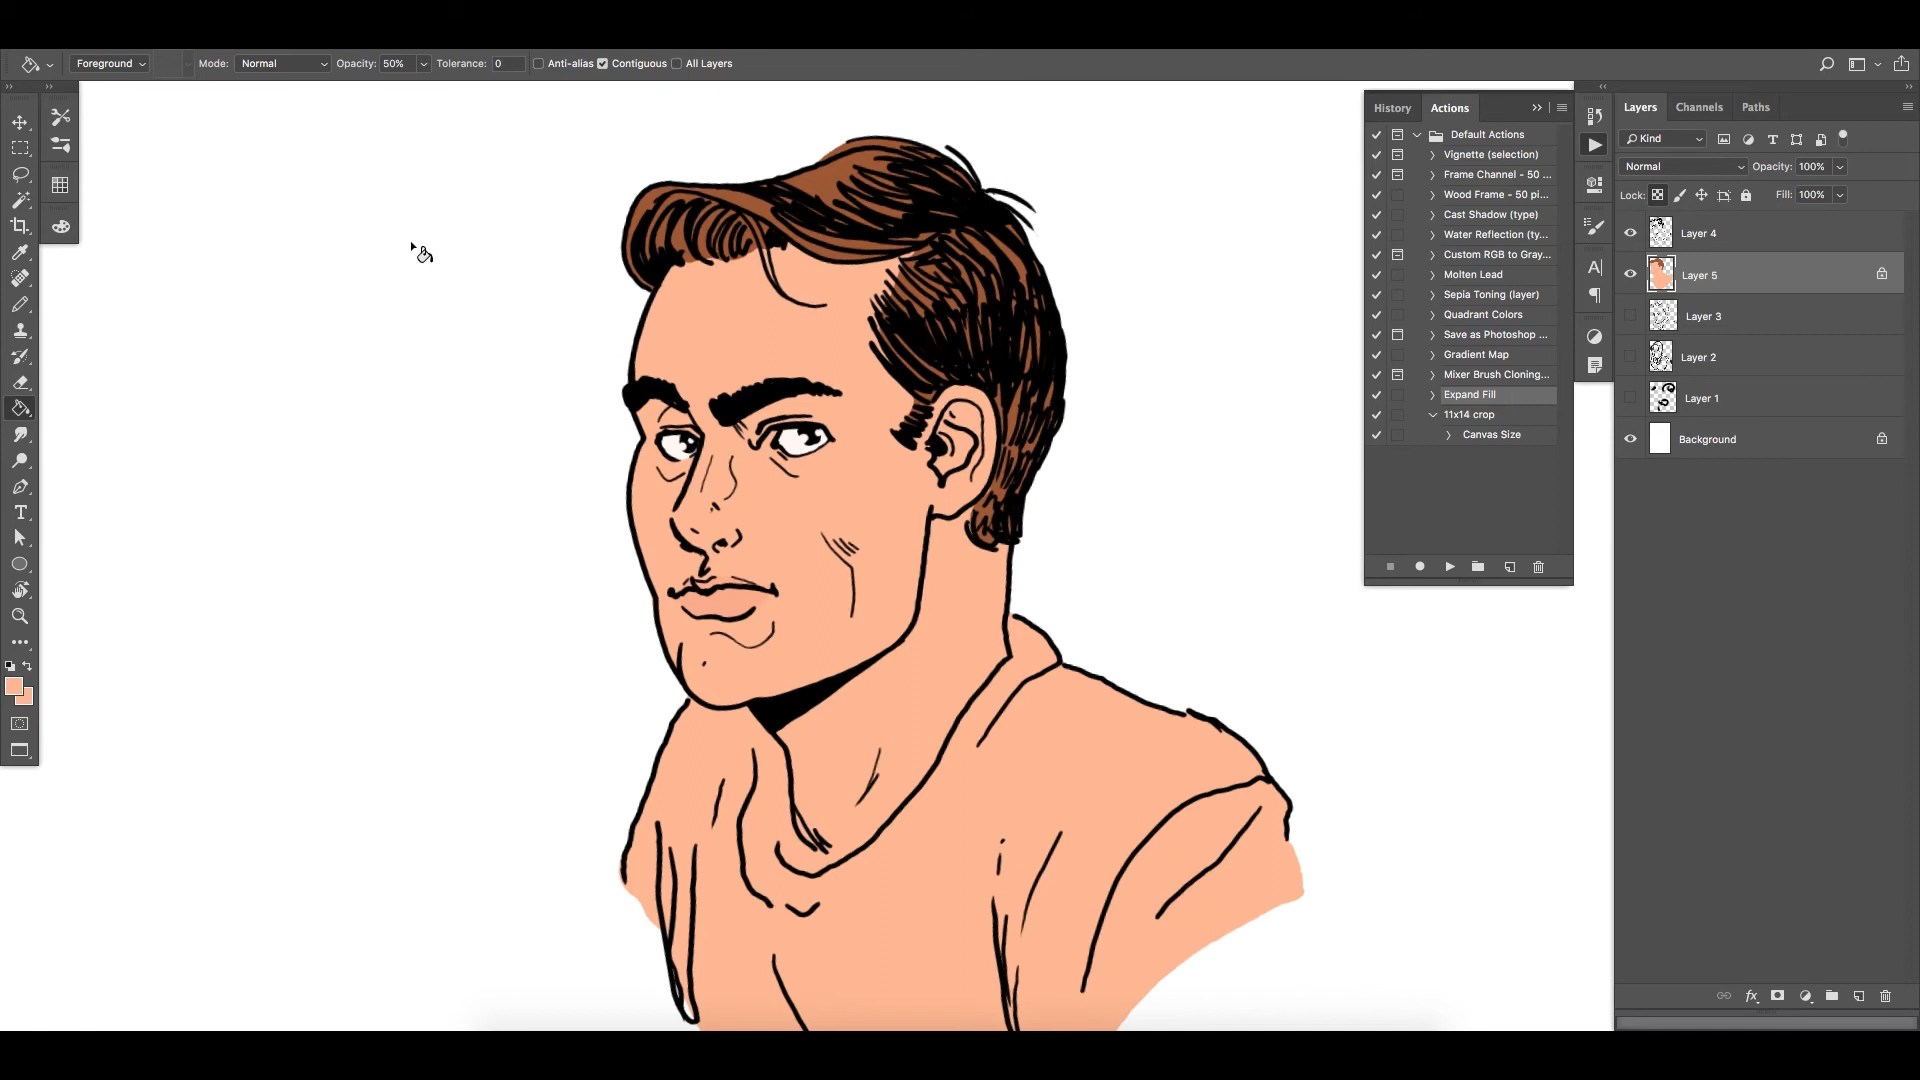 Foreground Mode: Normal Opacity: 50% Tolerance: 0 Anti-alias Contiguous All Layers
History Actions
Default Actions
Vignette (selection)
Frame Channel - 50 ...
Wood Frame - 50 pi...
Cast Shadow (type)
Water Reflection (ty...
Custom RGB to Gray...
Molten Lead
Sepia Toning (layer)
Quadrant Colors
Save as Photoshop ...
Gradient Map
Mixer Brush Cloning...
Expand Fill
11x14 crop
Canvas Size
Layers Channels Paths
Kind
Normal Opacity: 100%
Lock: Fill: 100%
Layer 4
Layer 5
Layer 3
Layer 2
Layer 1
Background